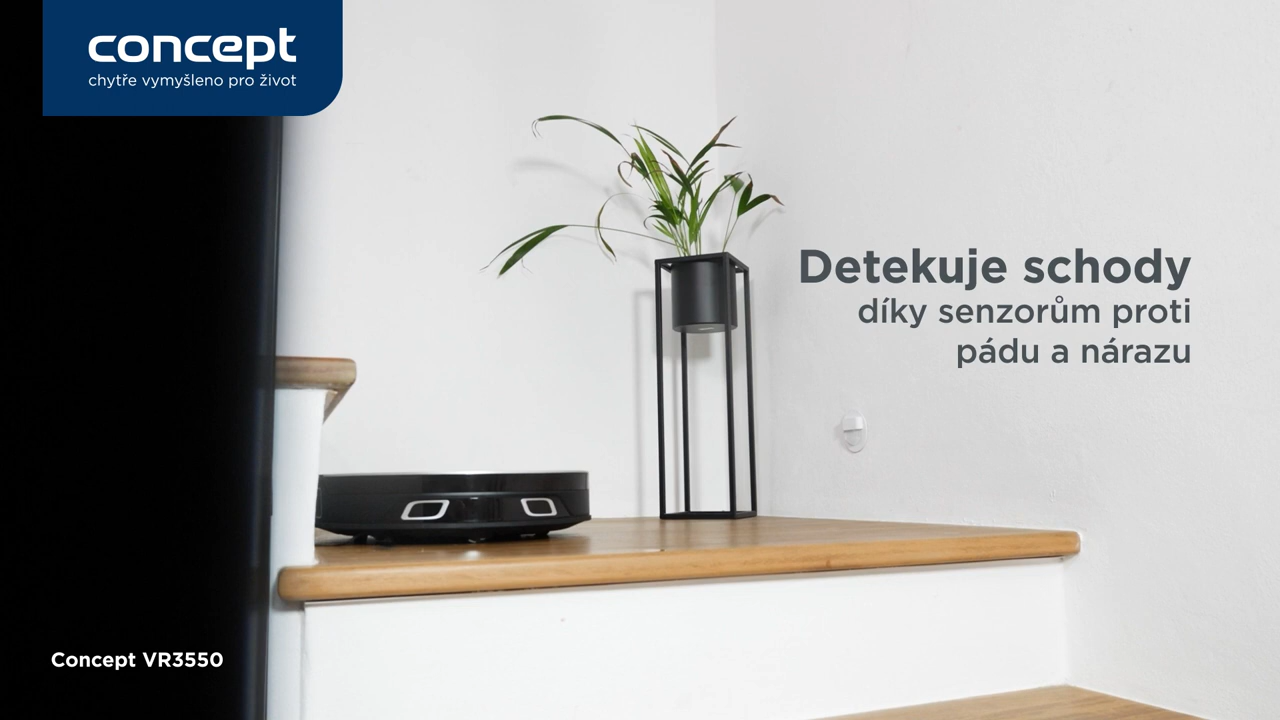 concept
chytře vymyšleno pro život
Detekuje schody
díky senzorům proti
pádu a nárazu
Concept VR3550